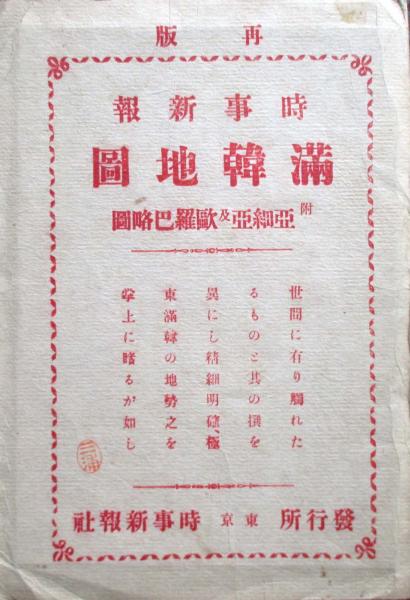 再版
時事新報
滿韓地圖
附亞細亞及歐羅巴略圖
世間に有り觸れた
るものと其の撰を
異にし精細明確、極
東滿韓の地勢之を
掌上に睹るが如し
發行所 東京 時事新報社